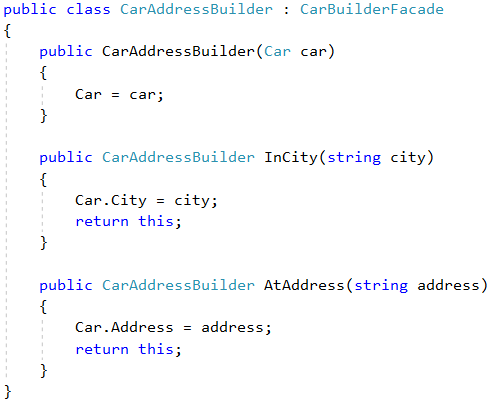 public class CarAddressBuilder : CarBuilderFacade
{
    public CarAddressBuilder(Car car)
    {
        Car = car;
    }

    public CarAddressBuilder InCity(string city)
    {
        Car.City = city;
        return this;
    }

    public CarAddressBuilder AtAddress(string address)
    {
        Car.Address = address;
        return this;
    }
}